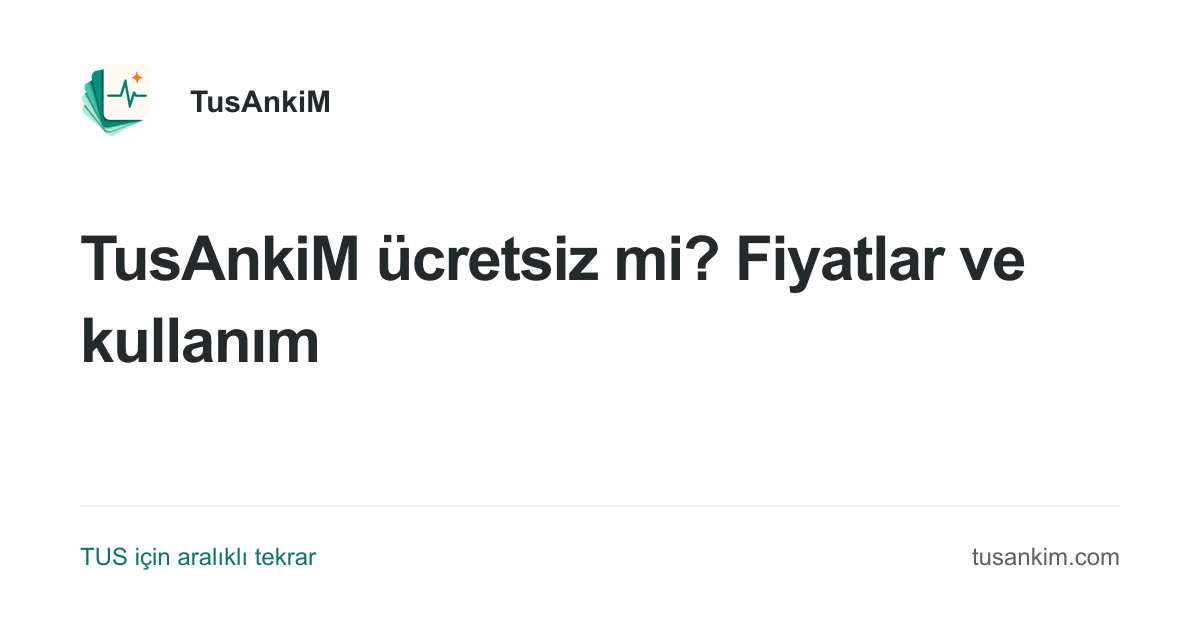 TusAnkiM
TusAnkiM ücretsiz mi? Fiyatlar ve
kullanım
TUS için aralıklı tekrar
tusankim.com